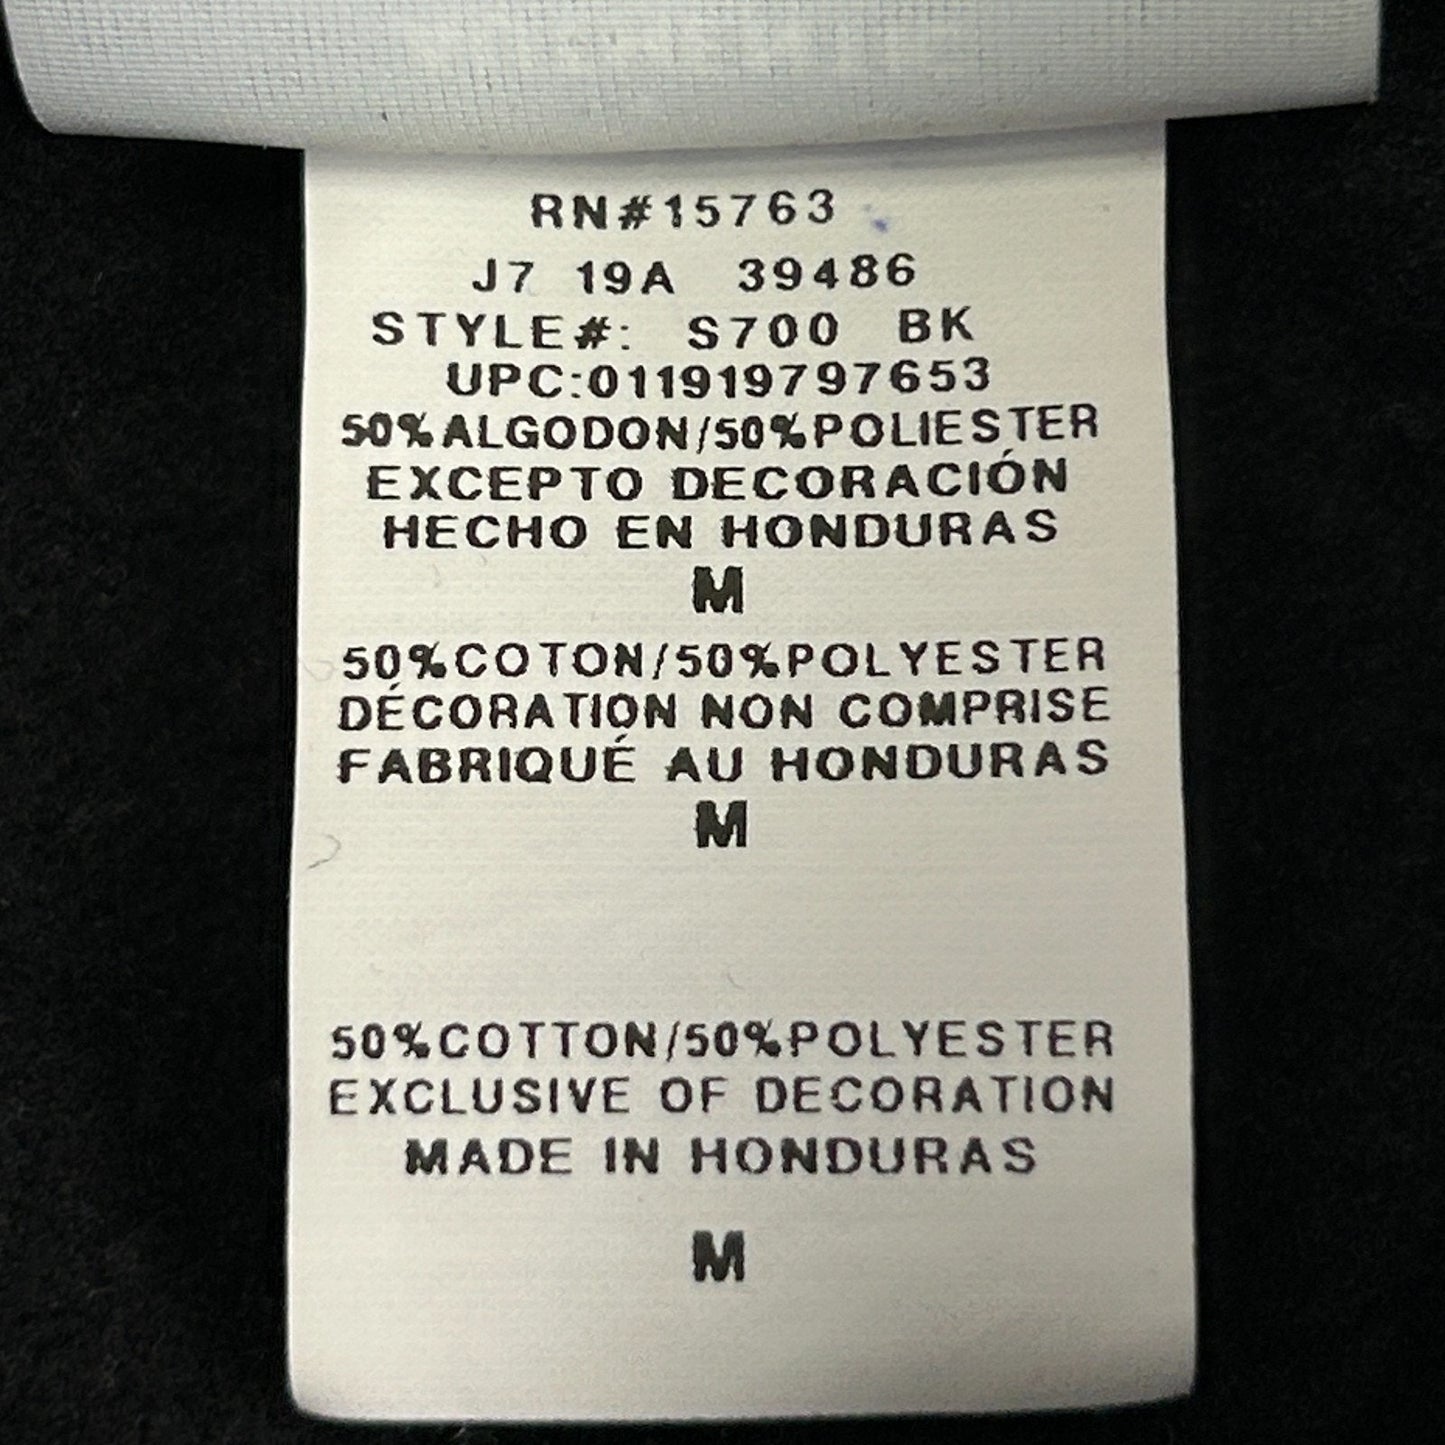 RN#15763
J7 19A 39486
STYLE#: S700 BK
UPC:011919797653
50%ALGODON/50%POLIESTER
EXCEPTO DECORACIÓN
HECHO EN HONDURAS
M
50%COTON/50%POLYESTER
DÉCORATION NON COMPRISE
FABRIQUÉ AU HONDURAS
M
50%COTTON/50%POLYESTER
EXCLUSIVE OF DECORATION
MADE IN HONDURAS
M